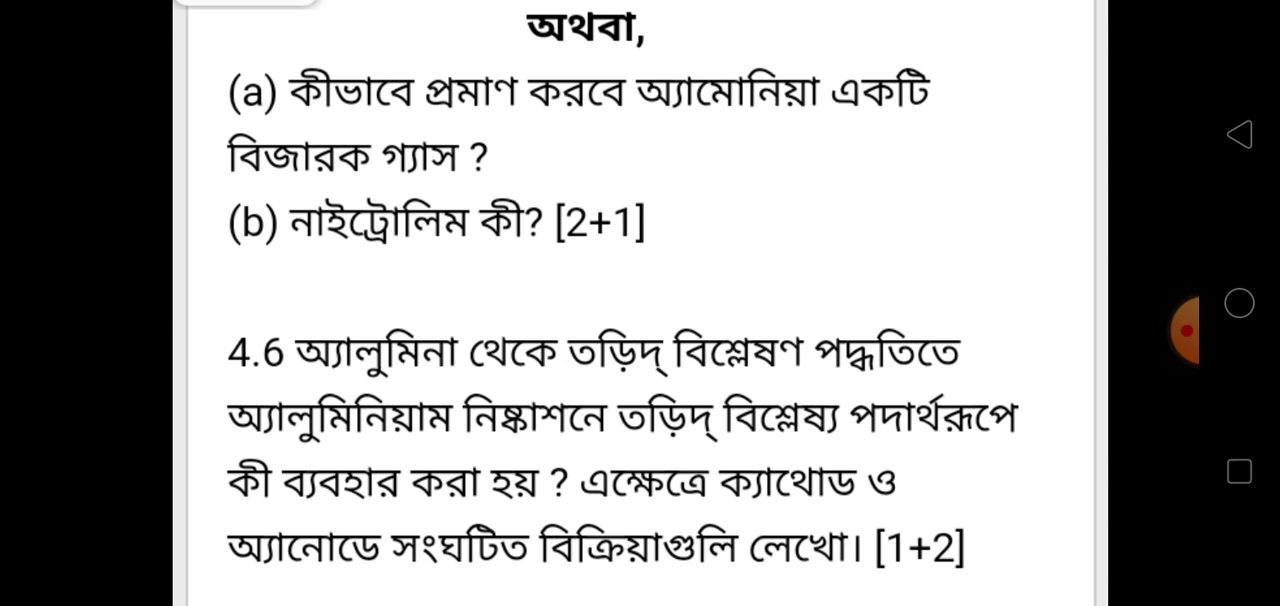 অথবা,
(a) কীভাবে প্রমাণ করবে অ্যামোনিয়া একটি
বিজারক গ্যাস ?
(b) নাইট্রোলিম কী? [2+1]
4.6 অ্যালুমিনা থেকে তড়িদ্ বিশ্লেষণ পদ্ধতিতে
অ্যালুমিনিয়াম নিষ্কাশনে তড়িদ্ বিশ্লেষ্য পদার্থরূপে
কী ব্যবহার করা হয় ? এক্ষেত্রে ক্যাথোড ও
অ্যানোডে সংঘটিত বিক্রিয়াগুলি লেখো। [1+2]